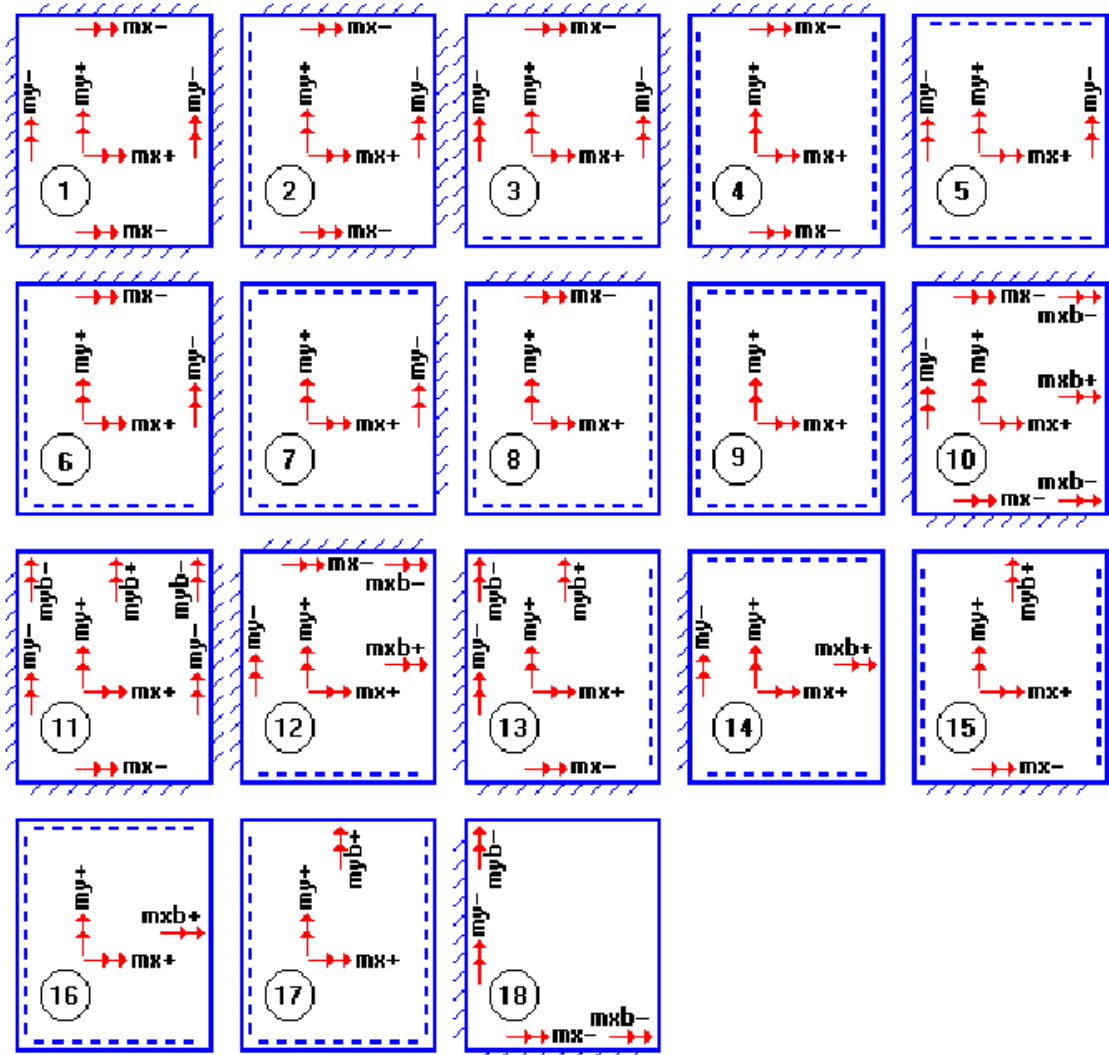 mx- mx- mx- mx-
my- my+ my+ my- my- my+ my- my+ my- my+ my-
mx+ mx+ mx+ mx+ mx+
1 2 3 4 5
mx- mx- mx-
mx- mx- mx- mx-
mxb-
my+ my- my+ my- my+ my+ my- my+ mxb+
mx+ mx+ mx+ mx+ mx+
6 7 8 9 10
mxb-
mx-
myb- myb+ myb- mx- myb- myb+ myb+
mxb-
my- my+ my- my- my+ my- my+ my- my+ my+
mxb+ mxb+
mx+ mx+ mx+ mx+ mx+
11 12 13 14 15
mx- mx- mx-
myb+ myb-
my+ my+ my-
mxb+
mx+ mx+
16 17 18
mxb-
mx-